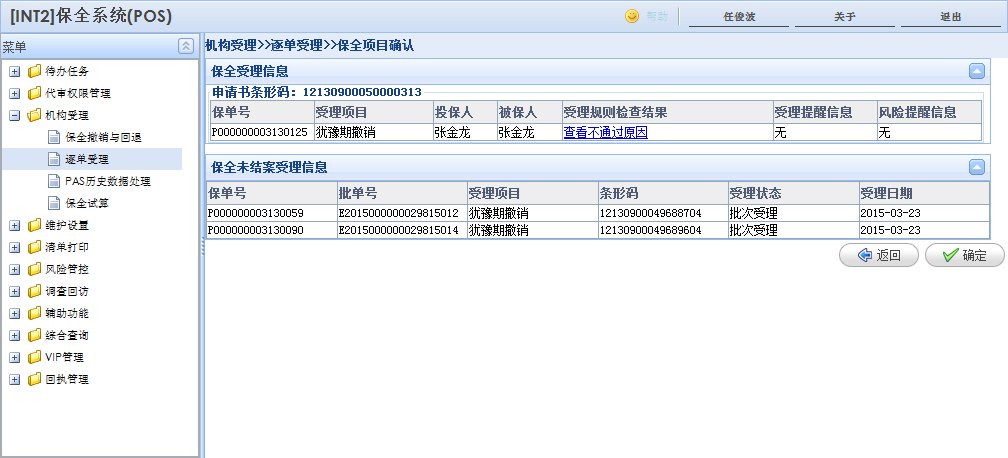 [INT2]保全系统(POS)
帮助
任俊波
关于
退出
菜单
待办任务
代审权限管理
机构受理
保全撤销与回退
逐单受理
PAS历史数据处理
保全试算
维护设置
清单打印
风险管控
调查回访
辅助功能
综合查询
VIP管理
回执管理
机构受理>>逐单受理>>保全项目确认
保全受理信息
申请书条形码：12130900050000313
保单号 受理项目 投保人 被保人 受理规则检查结果 受理提醒信息 风险提醒信息
P000000003130125 犹豫期撤销 张金龙 张金龙 查看不通过原因 无 无
保全未结案受理信息
保单号 批单号 受理项目 条形码 受理状态 受理日期
P000000003130059 E2015000000029815012 犹豫期撤销 12130900049688704 批次受理 2015-03-23
P000000003130090 E2015000000029815014 犹豫期撤销 12130900049689604 批次受理 2015-03-23
返回
确定